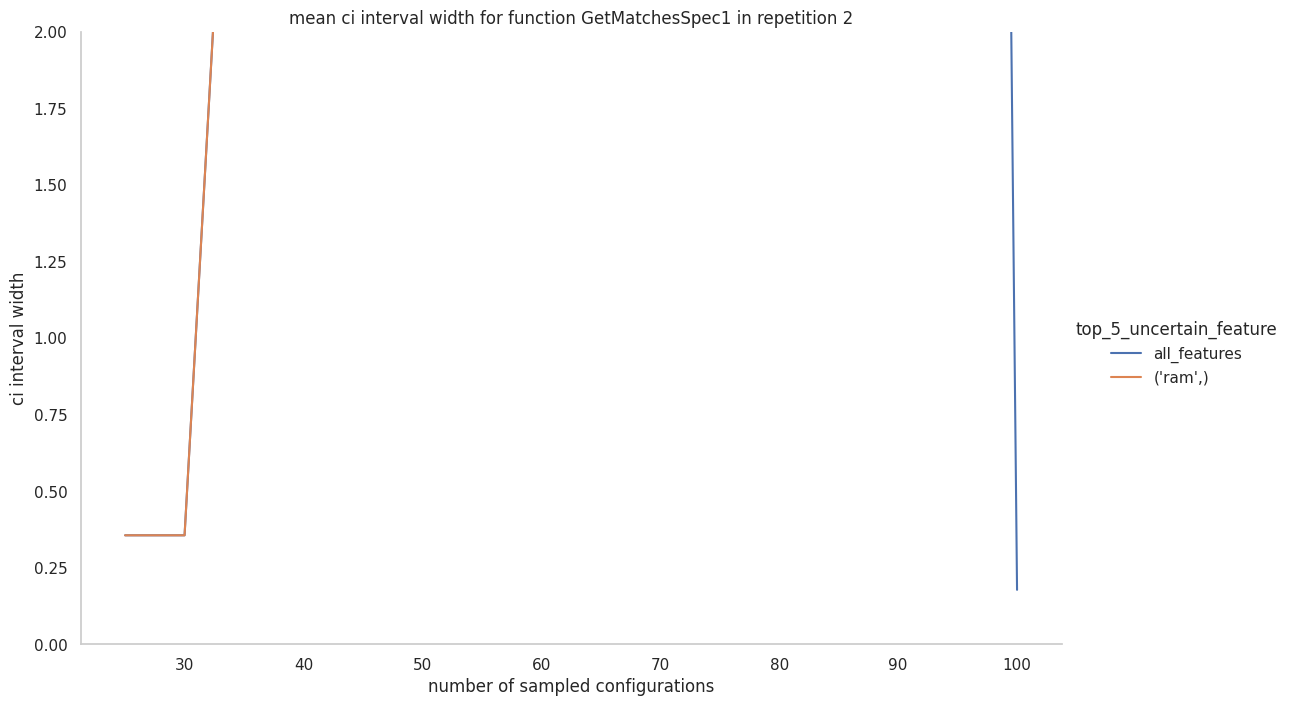 mean ci interval width for function GetMatchesSpec1 in repetition 2
2.00
1.75
1.50
1.25
1.00
0.75
0.50
0.25
0.00
ci interval width
30 40 50 60 70 80 90 100
number of sampled configurations
top_5_uncertain_feature
all_features
('ram',)